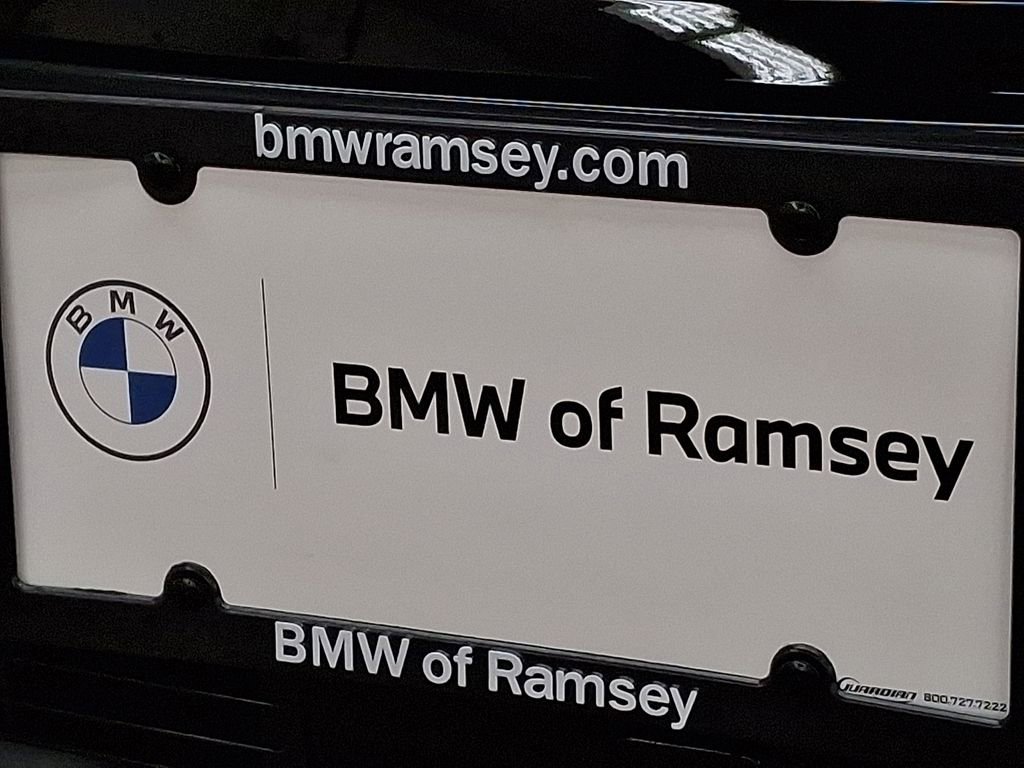 bmwramsey.com
BMW
BMW of Ramsey
BMW of Ramsey
GUARDIAN 800.727.7222